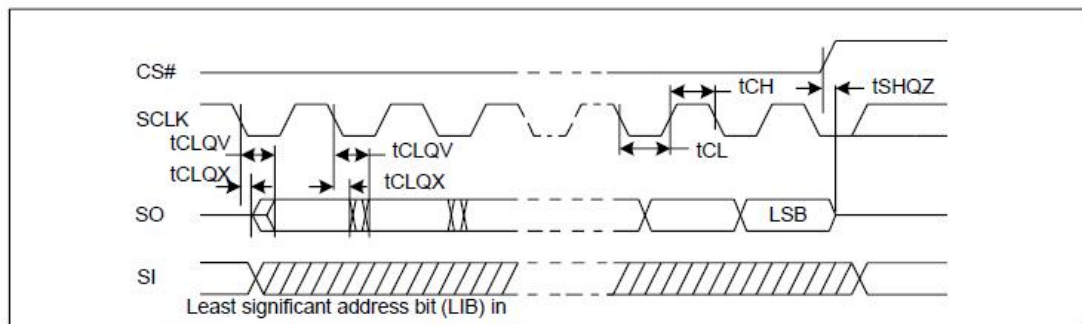 CS#
tCH
tSHQZ
SCLK
tCLQV
tCLQV
tCL
tCLQX
tCLQX
SO
LSB
SI
Least significant address bit (LIB) in